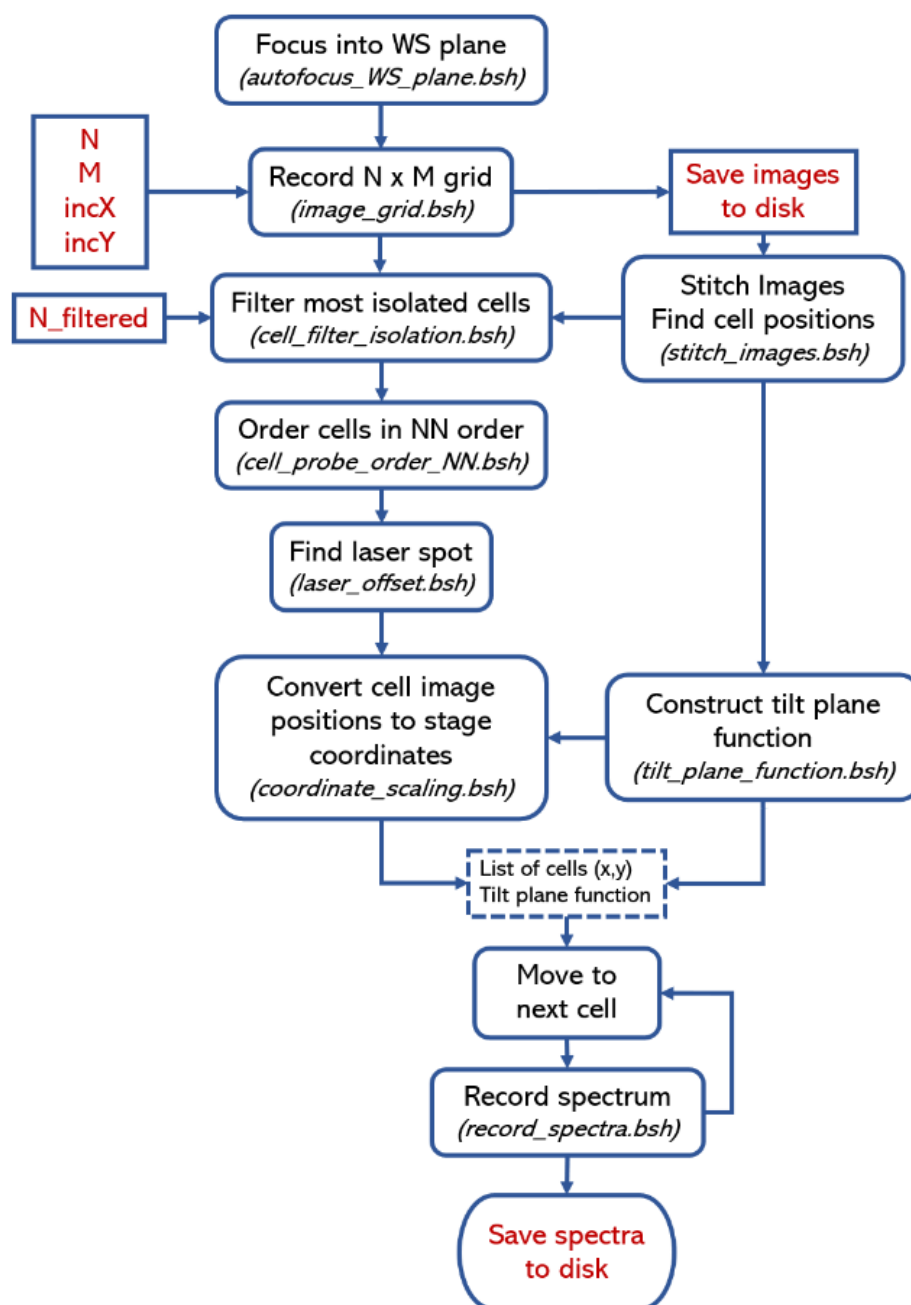 Focus into WS plane
(autofocus_WS_plane.bsh)
N
M
incX
incY
Record N x M grid
(image_grid.bsh)
Save images
to disk
N_filtered
Filter most isolated cells
(cell_filter_isolation.bsh)
Stitch Images
Find cell positions
(stitch_images.bsh)
Order cells in NN order
(cell_probe_order_NN.bsh)
Find laser spot
(laser_offset.bsh)
Convert cell image
positions to stage
coordinates
(coordinate_scaling.bsh)
Construct tilt plane
function
(tilt_plane_function.bsh)
List of cells (x,y)
Tilt plane function
Move to
next cell
Record spectrum
(record_spectra.bsh)
Save spectra
to disk